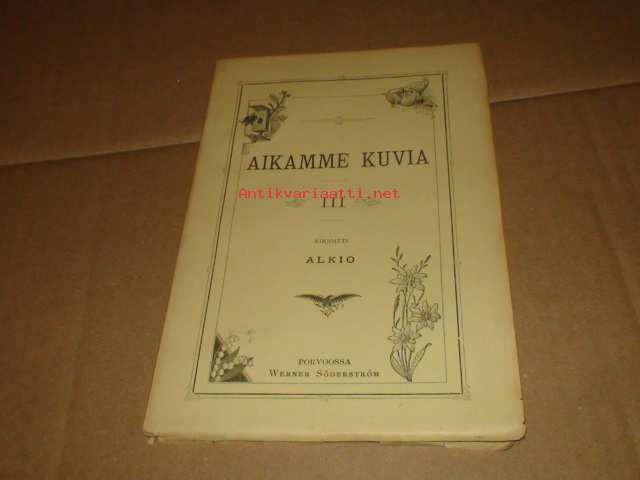 AIKAMME KUVIA
Antikvariaatti.net
III
KIRJOITTI
ALKIO
PORVOOSSA
WERNER SÖDERSTRÖM